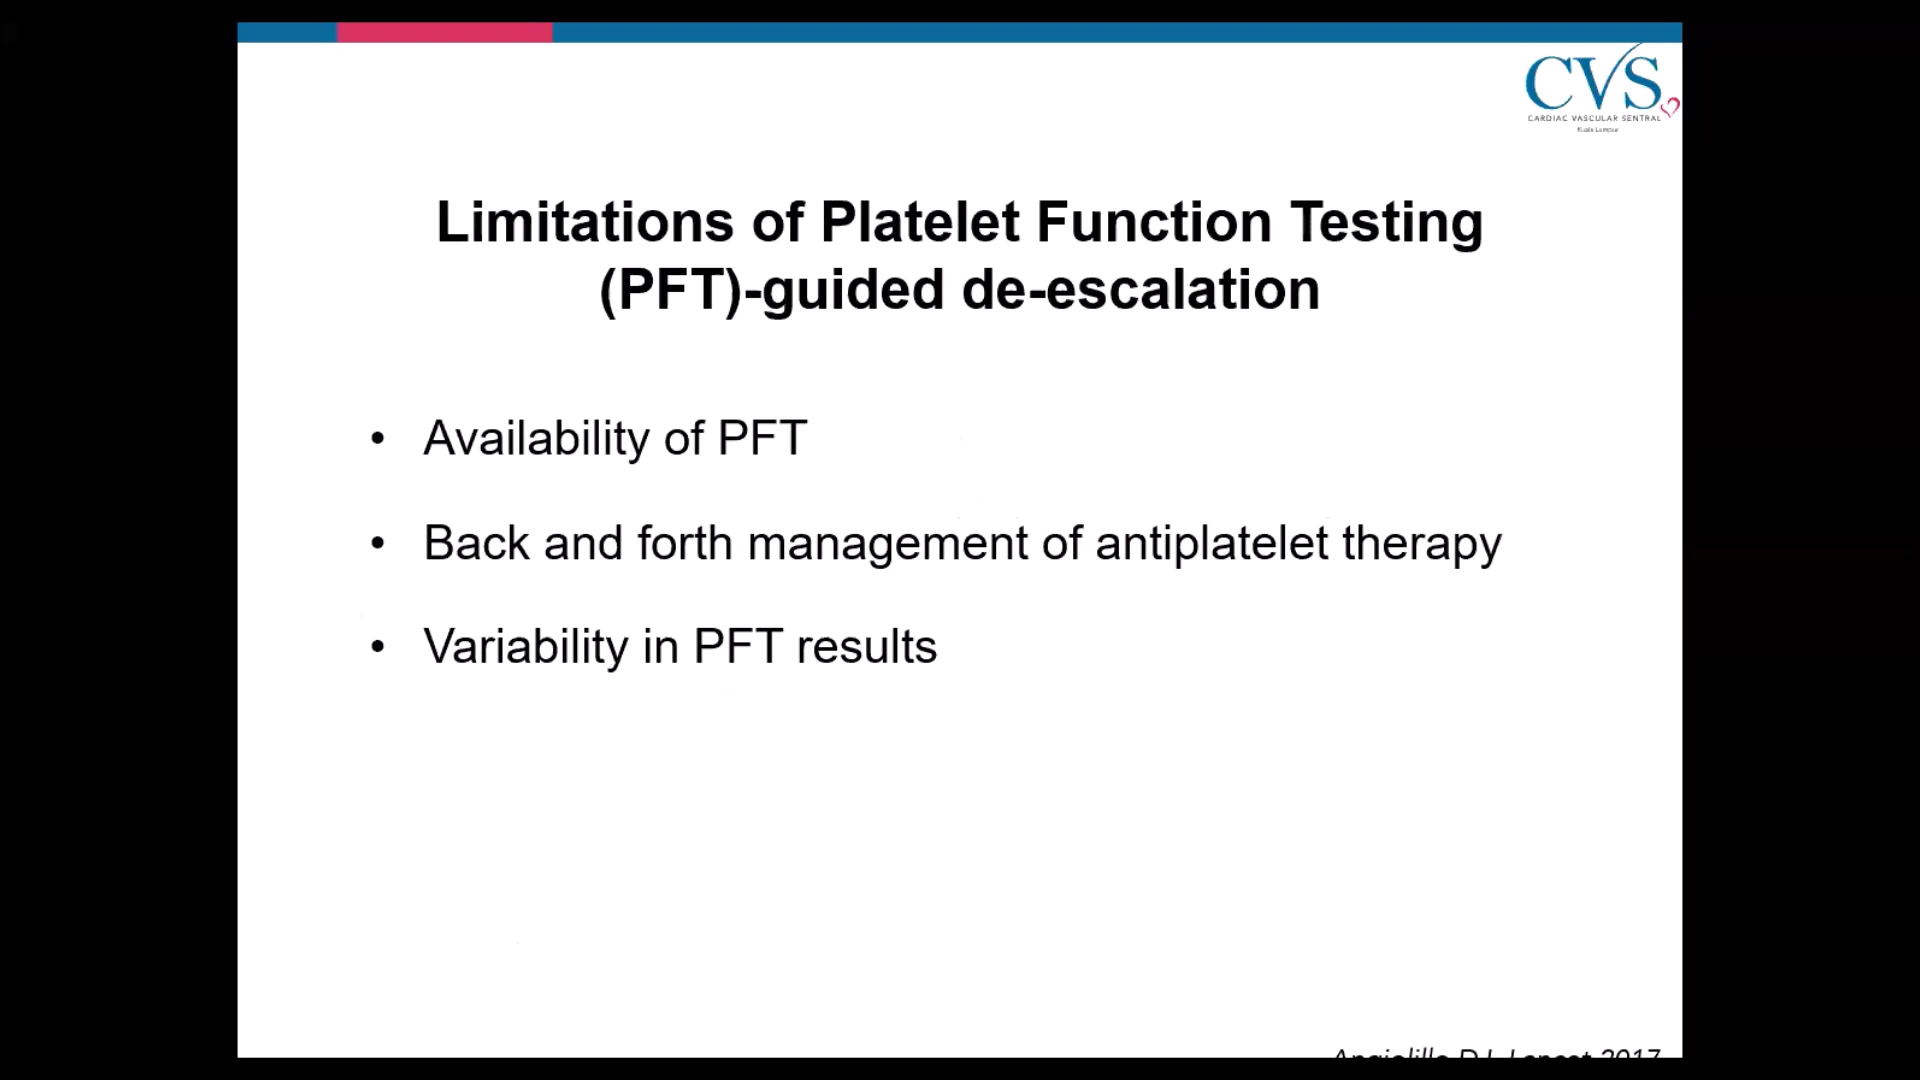 CVS
CARDIAC VASCULAR SENTRAL
Kuala Lumpur
Limitations of Platelet Function Testing
(PFT)-guided de-escalation
• Availability of PFT
• Back and forth management of antiplatelet therapy
• Variability in PFT results
Angiolillo DJ. Lancet 2017